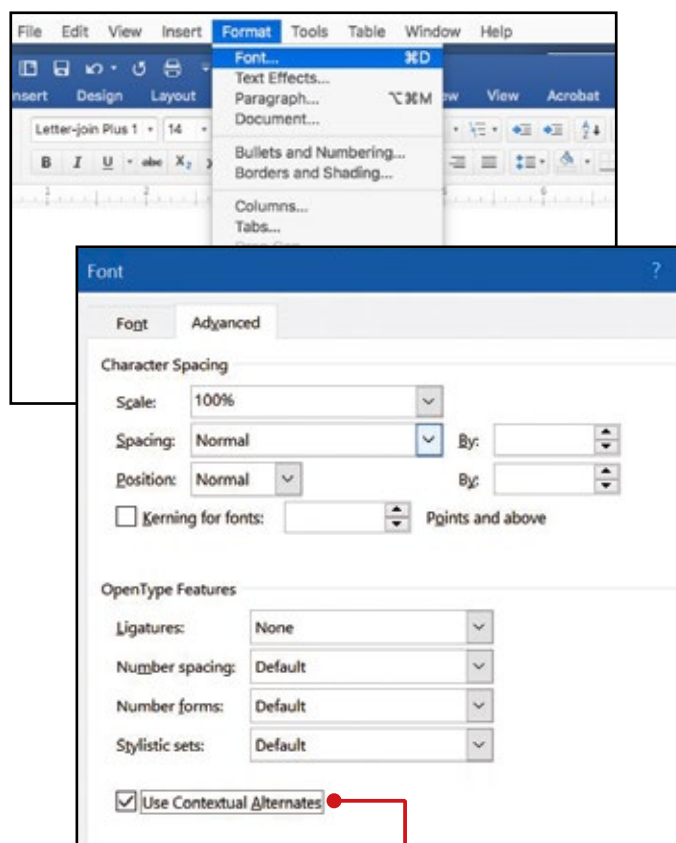 File Edit View Insert Format Tools Table Window Help
Font... ⌘D
Text Effects...
nsert Design Layout ew View Acrobat
Paragraph... ⌥⌘M
Document...
Letter-join Plus 1 14
Bullets and Numbering...
B I U abc X₂
Borders and Shading...
Columns...
Tabs...
Font ?
Font Advanced
Character Spacing
Scale: 100%
Spacing: Normal By:
Position: Normal By:
Kerning for fonts: Points and above
OpenType Features
Ligatures: None
Number spacing: Default
Number forms: Default
Stylistic sets: Default
Use Contextual Alternates